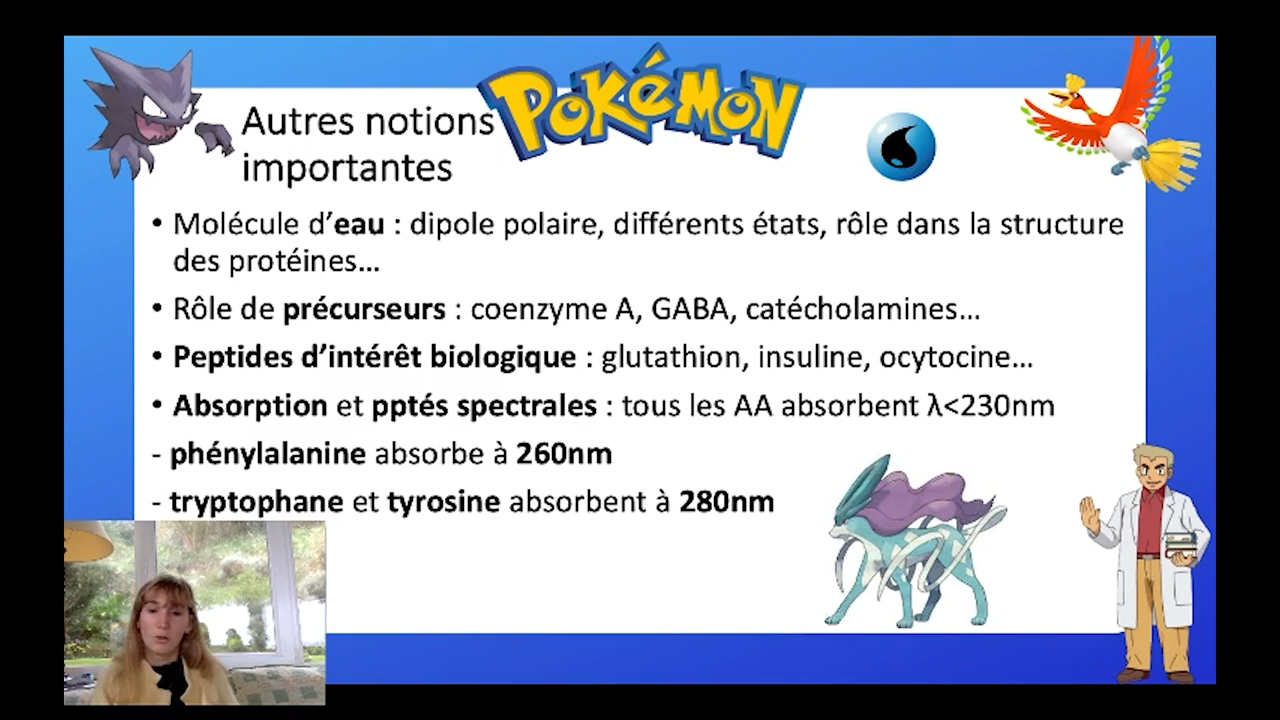 POKÉMON
Autres notions
importantes
• Molécule d’eau : dipole polaire, différents états, rôle dans la structure
des protéines…
• Rôle de précurseurs : coenzyme A, GABA, catécholamines…
• Peptides d’intérêt biologique : glutathion, insuline, ocytocine…
• Absorption et pptés spectrales : tous les AA absorbent λ<230nm
- phénylalanine absorbe à 260nm
- tryptophane et tyrosine absorbent à 280nm